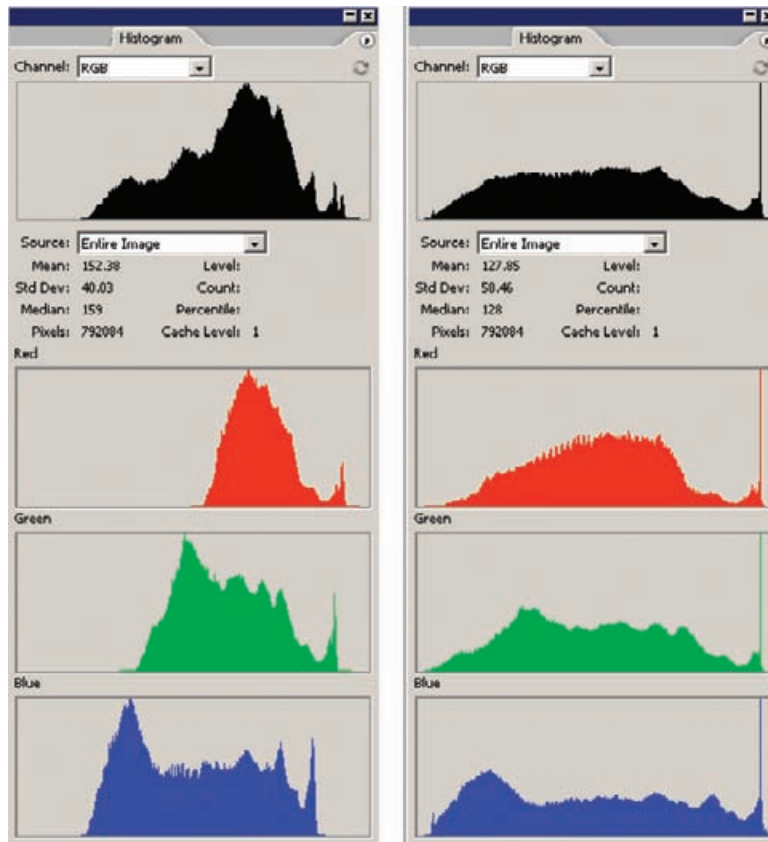 Histogram
Channel: RGB
Source: Entire Image
Mean: 152.38 Level:
Std Dev: 40.03 Count:
Median: 159 Percentile:
Pixels: 792084 Cache Level: 1
Red
Green
Blue
Histogram
Channel: RGB
Source: Entire Image
Mean: 127.85 Level:
Std Dev: 58.46 Count:
Median: 128 Percentile:
Pixels: 792084 Cache Level: 1
Red
Green
Blue